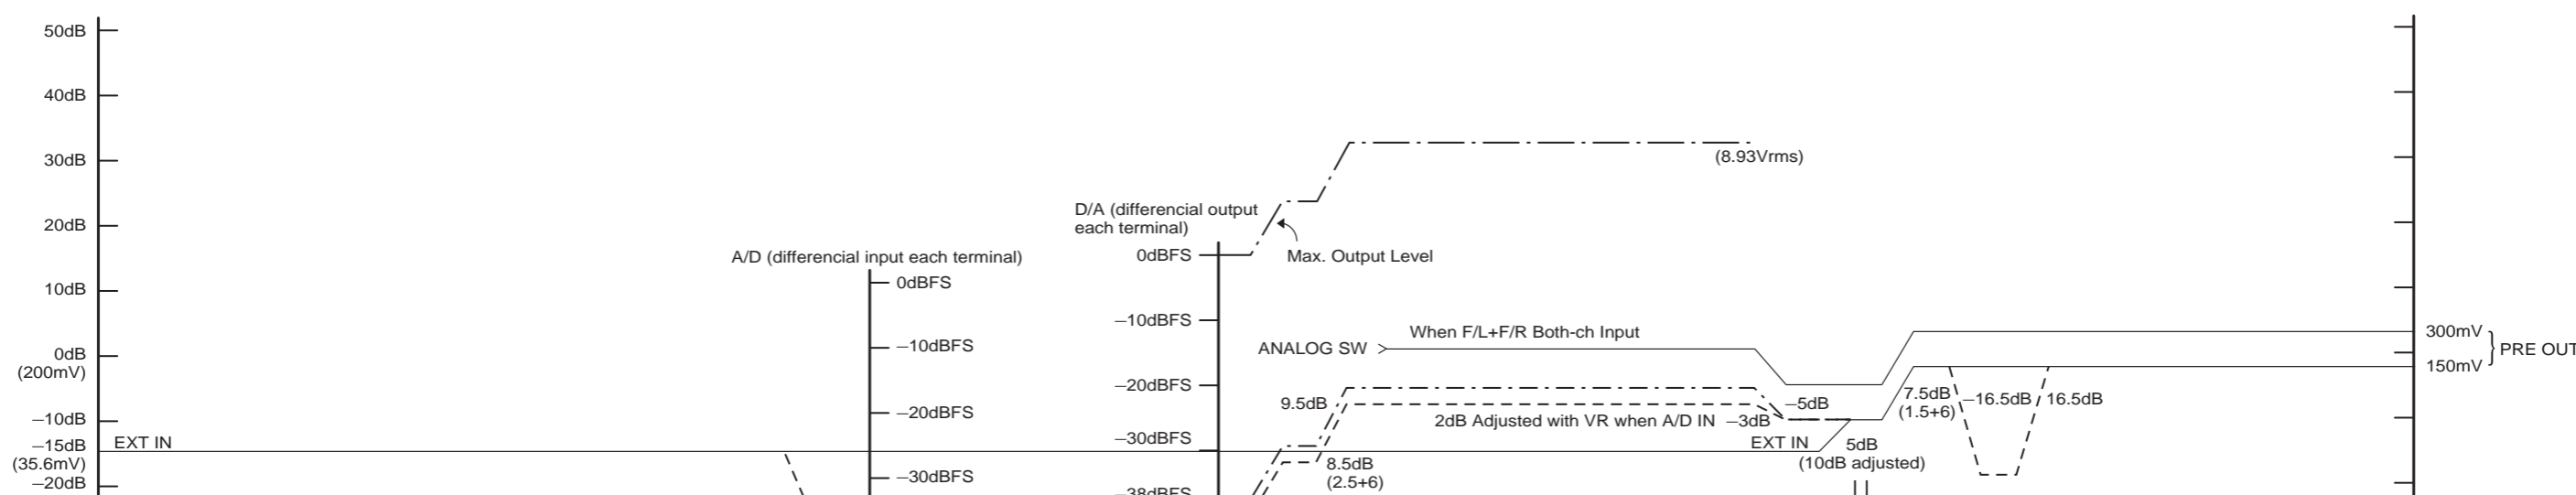 50dB
40dB
30dB
20dB
10dB
0dB
(200mV)
−10dB
−15dB
(35.6mV)
−20dB
EXT IN
A/D (differencial input each terminal)
0dBFS
−10dBFS
−20dBFS
−30dBFS
D/A (differencial output
each terminal)
0dBFS
−10dBFS
−20dBFS
−30dBFS
−38dBFS
Max. Output Level
(8.93Vrms)
ANALOG SW
When F/L+F/R Both-ch Input
9.5dB
8.5dB
(2.5+6)
2dB Adjusted with VR when A/D IN
−3dB
−5dB
EXT IN
5dB
(10dB adjusted)
7.5dB
(1.5+6)
−16.5dB
16.5dB
300mV
150mV
PRE OUT